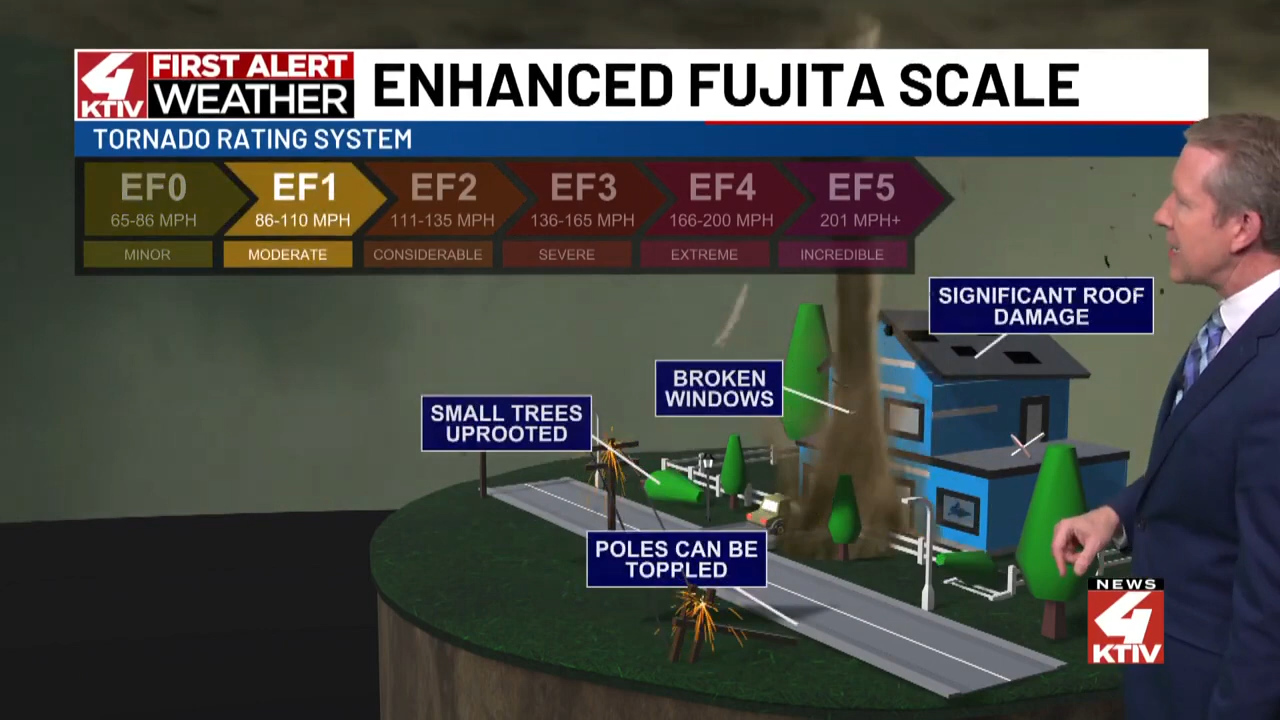 4
KTIV
FIRST ALERT
WEATHER
ENHANCED FUJITA SCALE
TORNADO RATING SYSTEM
EF0
65-86 MPH
MINOR
EF1
86-110 MPH
MODERATE
EF2
111-135 MPH
CONSIDERABLE
EF3
136-165 MPH
SEVERE
EF4
166-200 MPH
EXTREME
EF5
201 MPH+
INCREDIBLE
SIGNIFICANT ROOF
DAMAGE
BROKEN
WINDOWS
SMALL TREES
UPROOTED
POLES CAN BE
TOPPLED
NEWS
4
KTIV